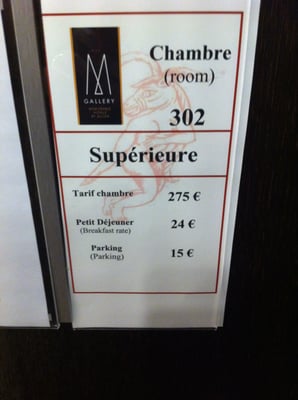 M
GALLERY
Chambre
(room)
302
Supérieure
Tarif chambre 275 €
Petit Déjeuner 24 €
(Breakfast rate)
Parking 15 €
(Parking)